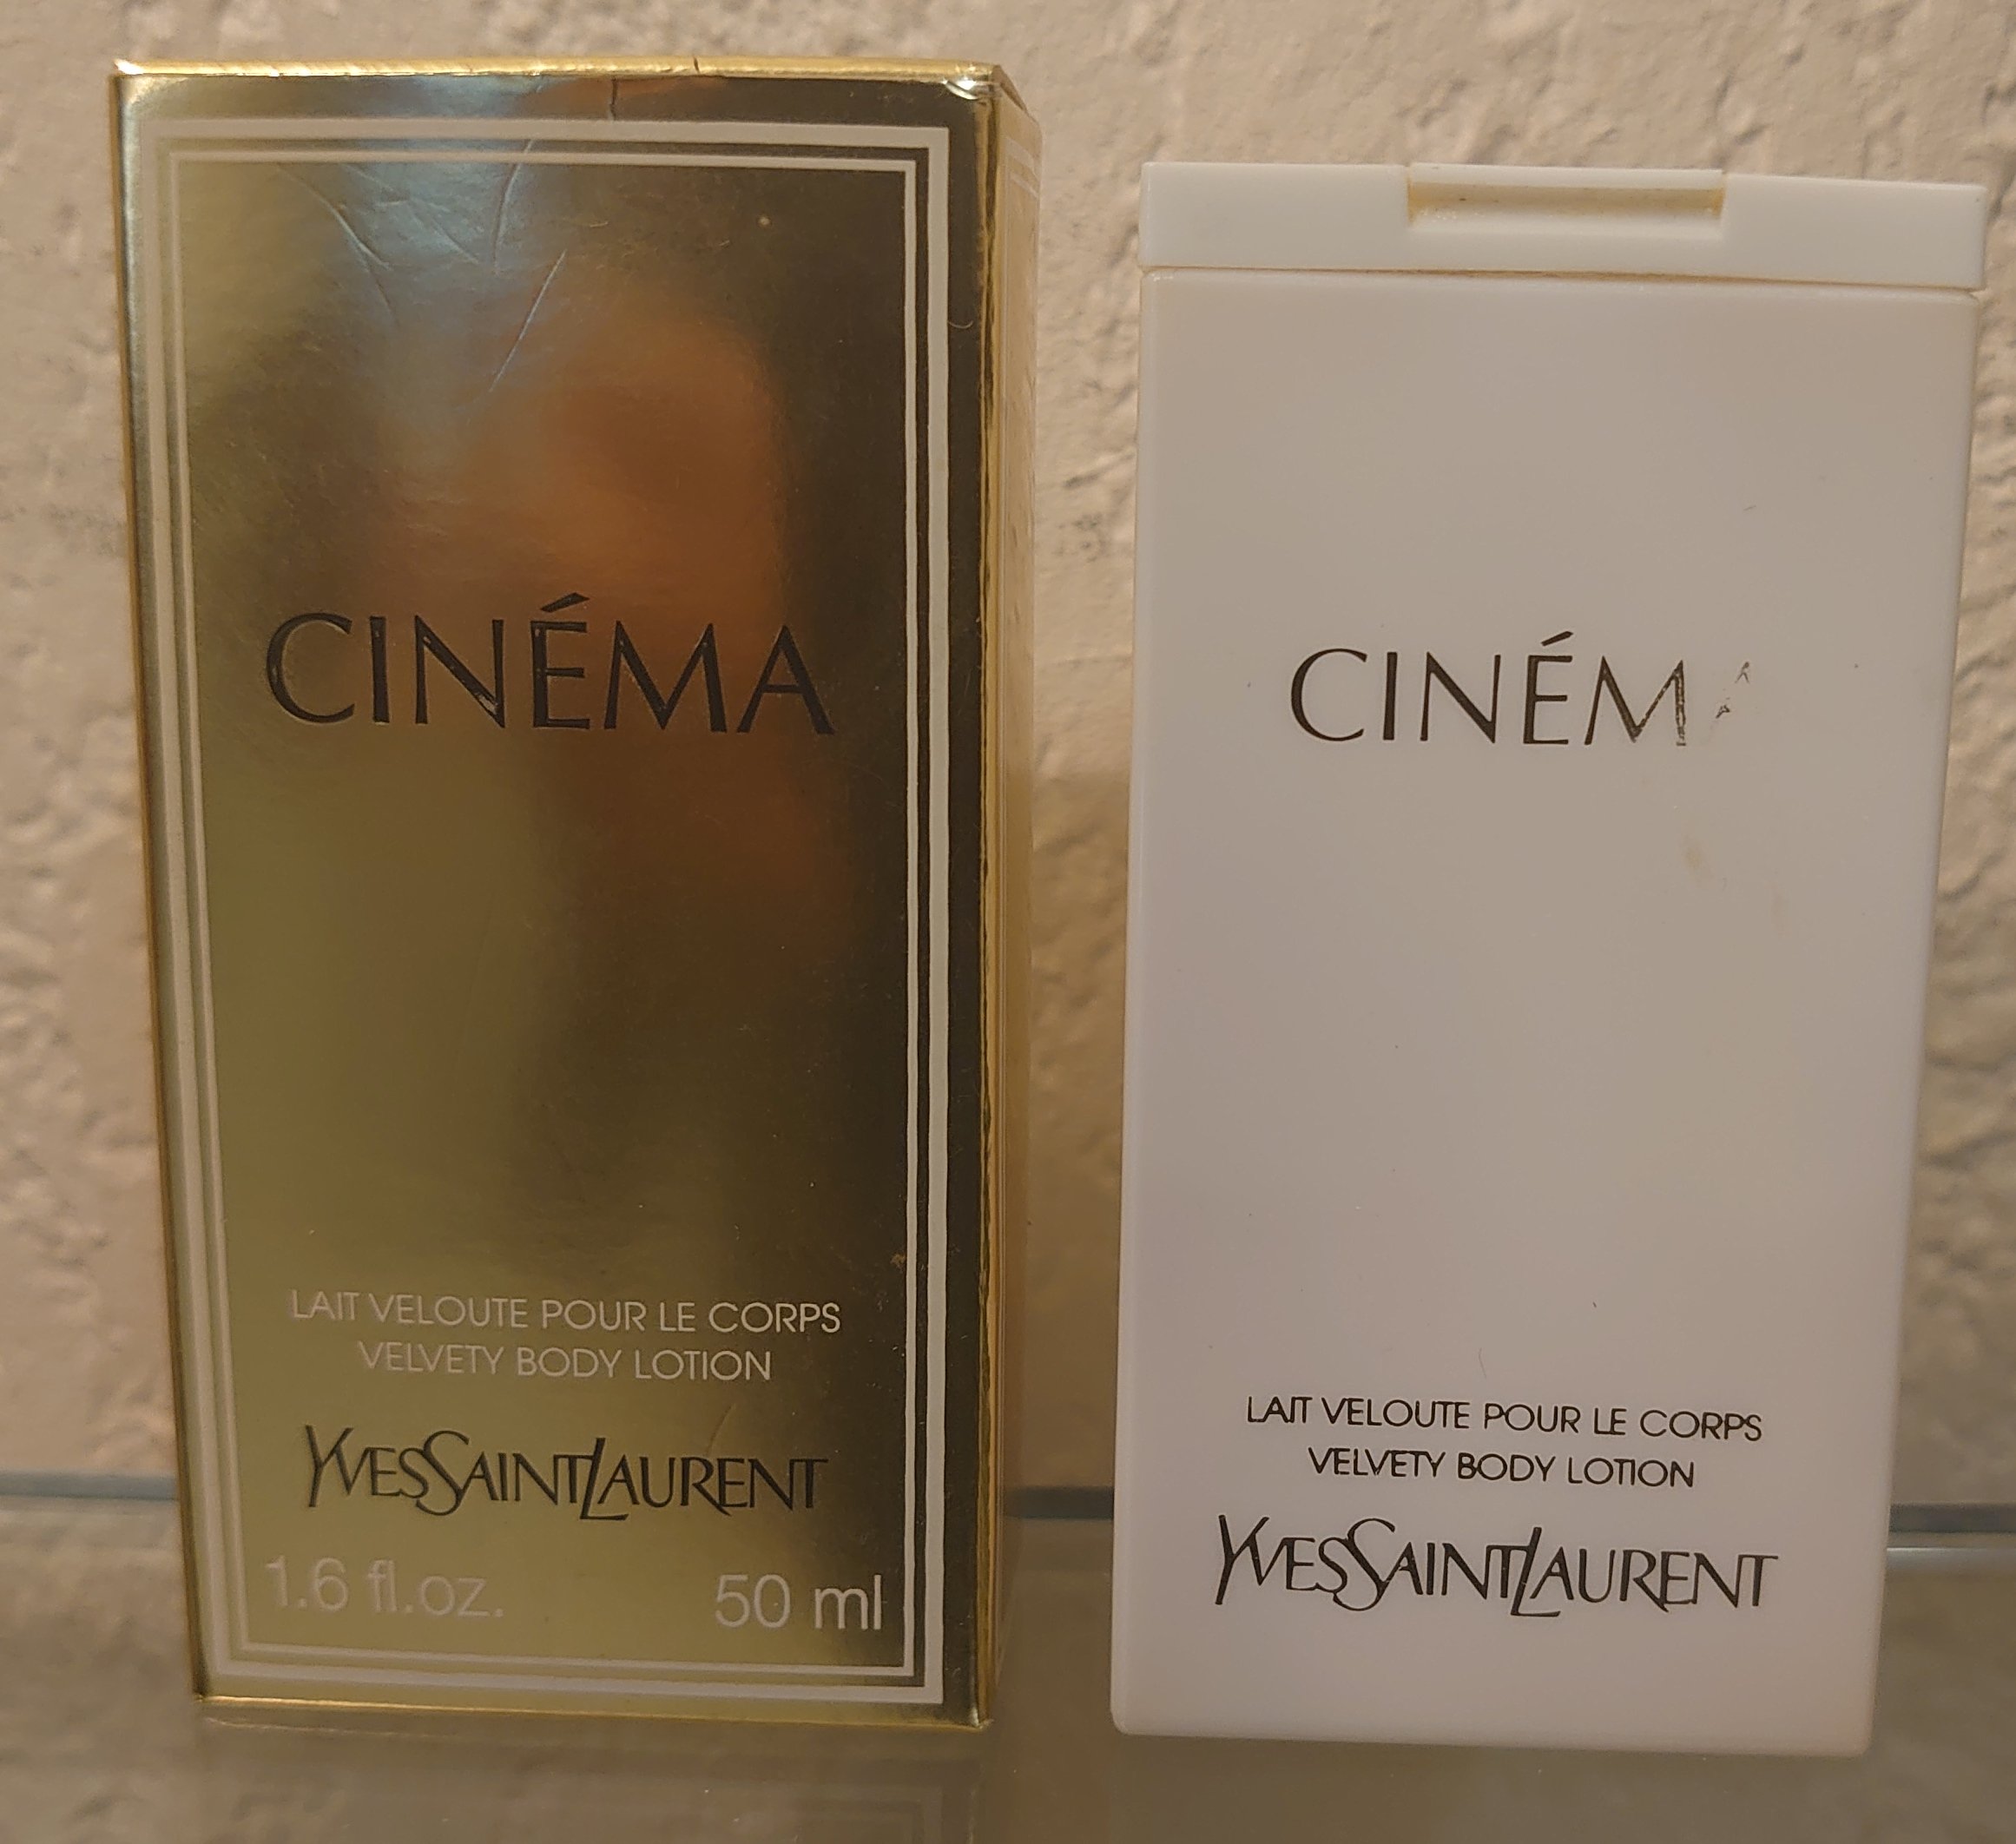 CINÉMA
LAIT VELOUTE POUR LE CORPS
VELVETY BODY LOTION
YVESSAINTLAURENT
1.6 fl.oz. 50 ml
CINÉMA
LAIT VELOUTE POUR LE CORPS
VELVETY BODY LOTION
YVESSAINTLAURENT